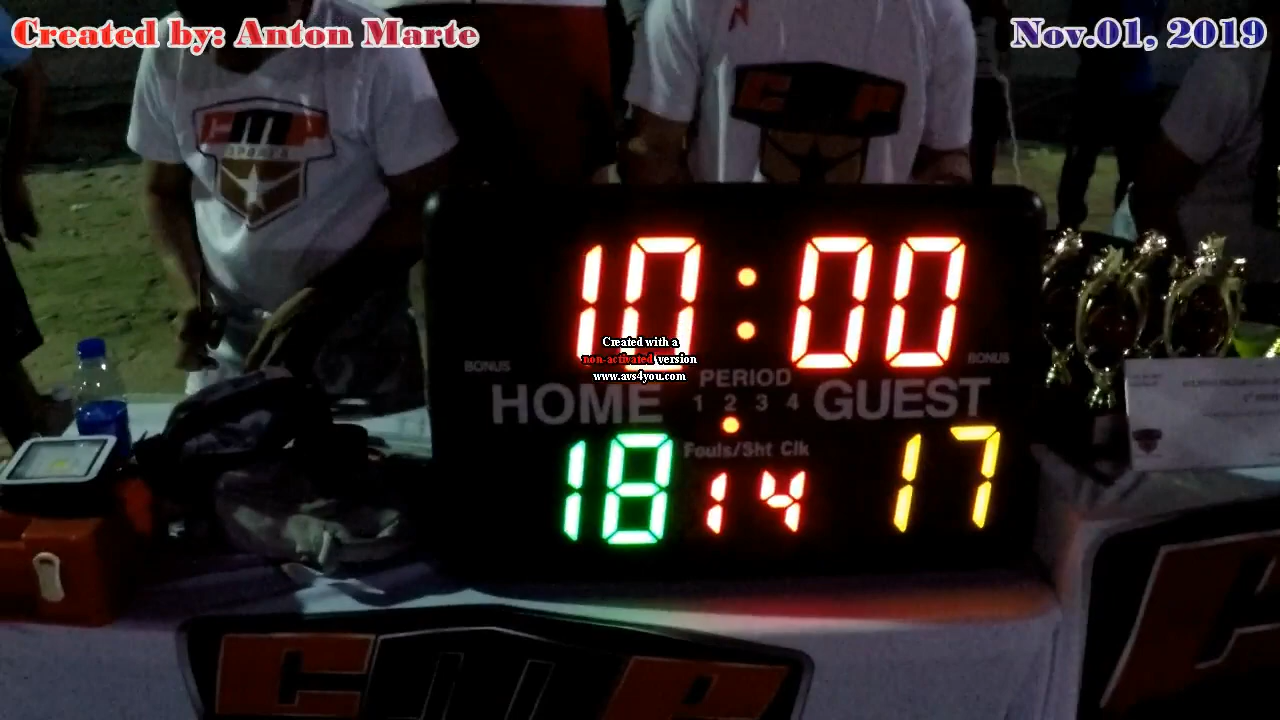 Created by: Anton Marte
Nov.01, 2019
SPORTS
10:00
Created with a
non-activated version
www.avs4you.com
BONUS
BONUS
PERIOD
HOME
1 2 3 4
GUEST
Fouls/Sht Clk
18
14
17